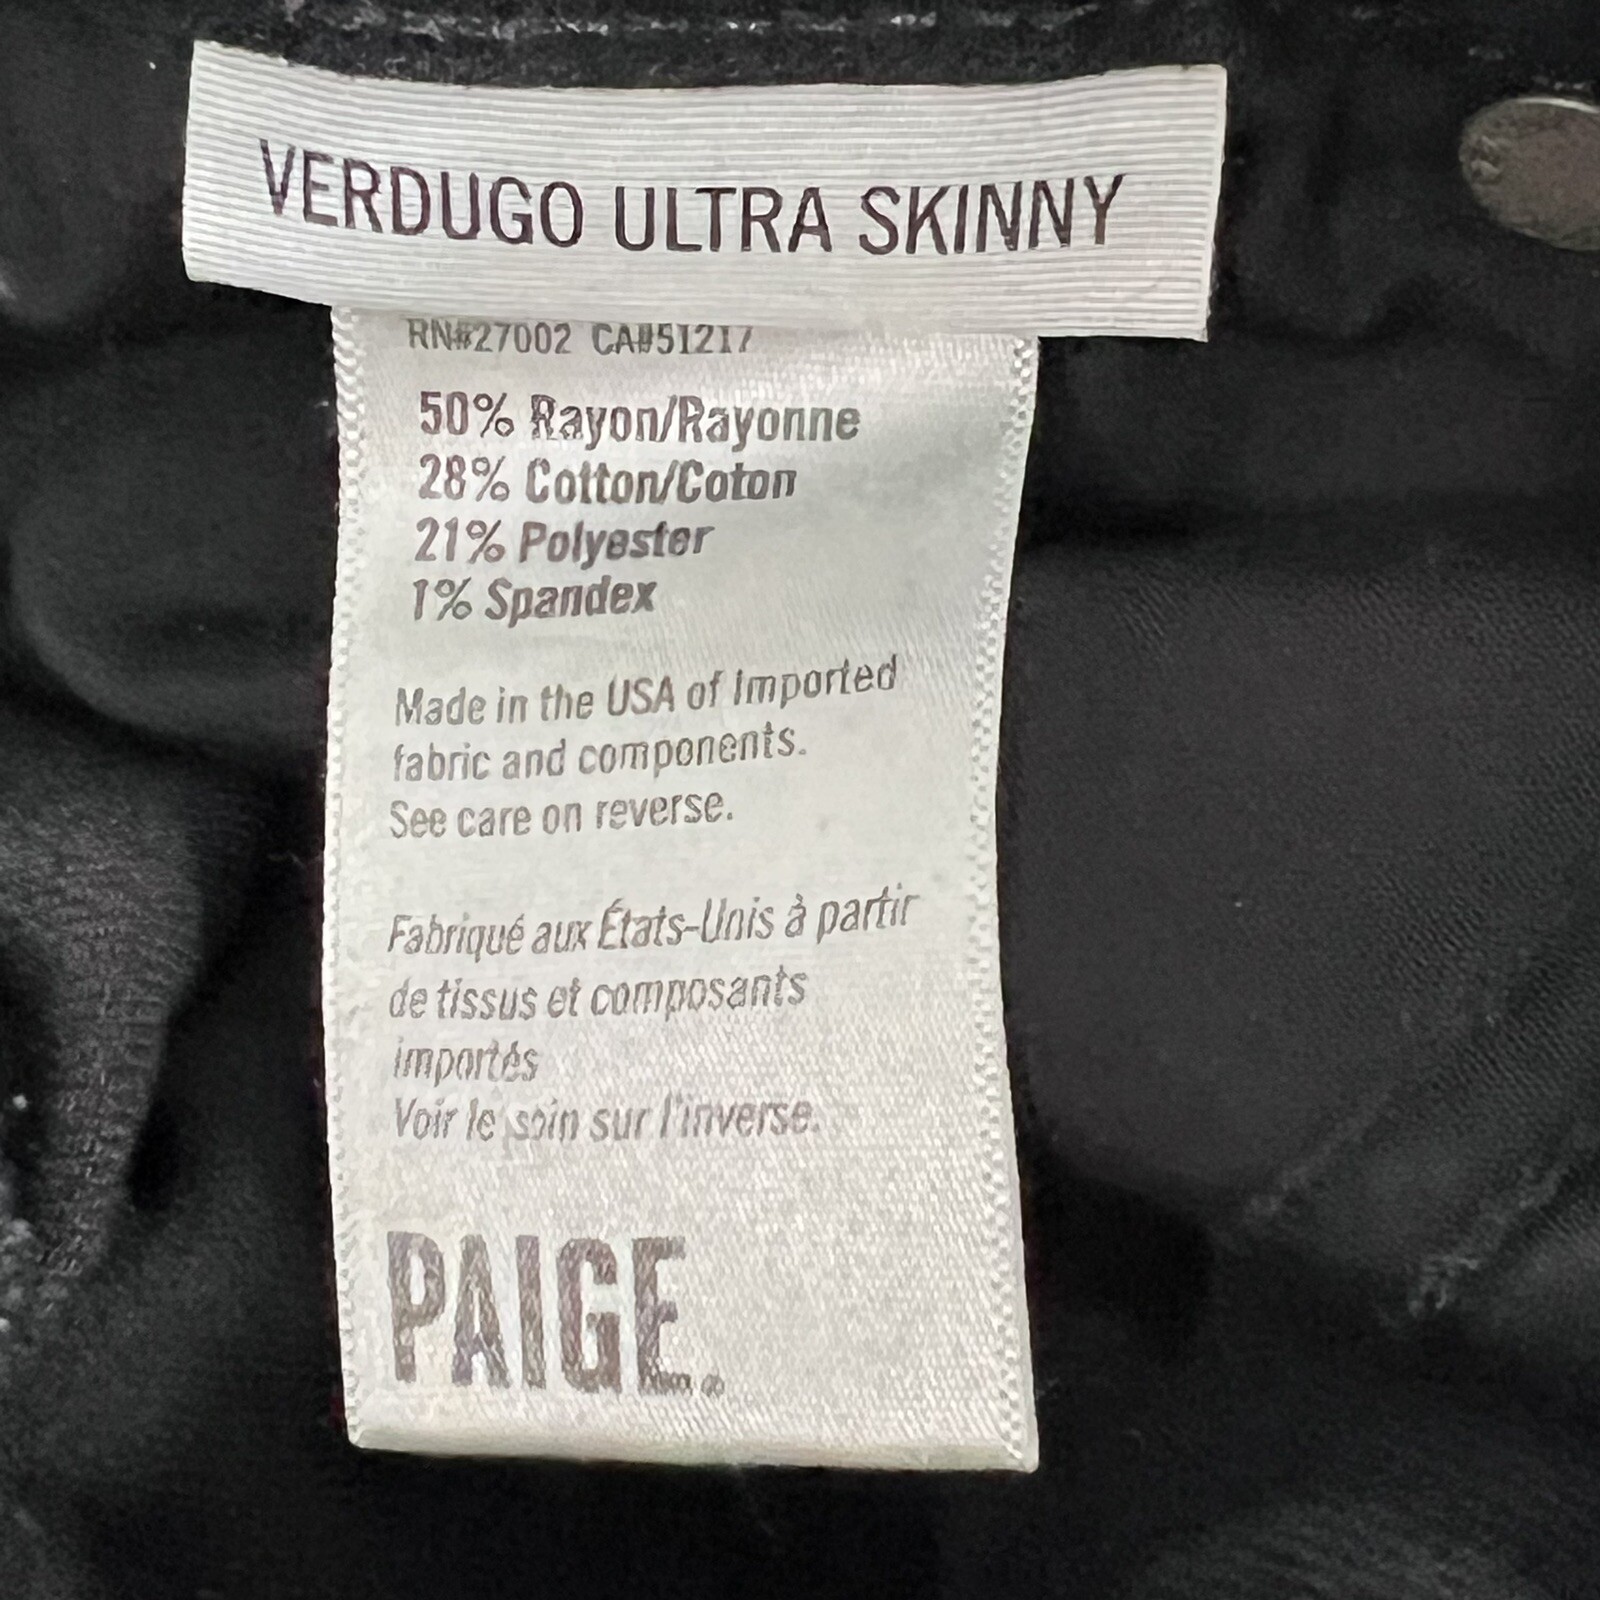 VERDUGO ULTRA SKINNY
RN#27002 CA#51217
50% Rayon/Rayonne
28% Cotton/Coton
21% Polyester
1% Spandex
Made in the USA of Imported
fabric and components.
See care on reverse.
Fabriqué aux États-Unis à partir
de tissus et composants
importés
Voir le soin sur l'inverse.
PAIGE